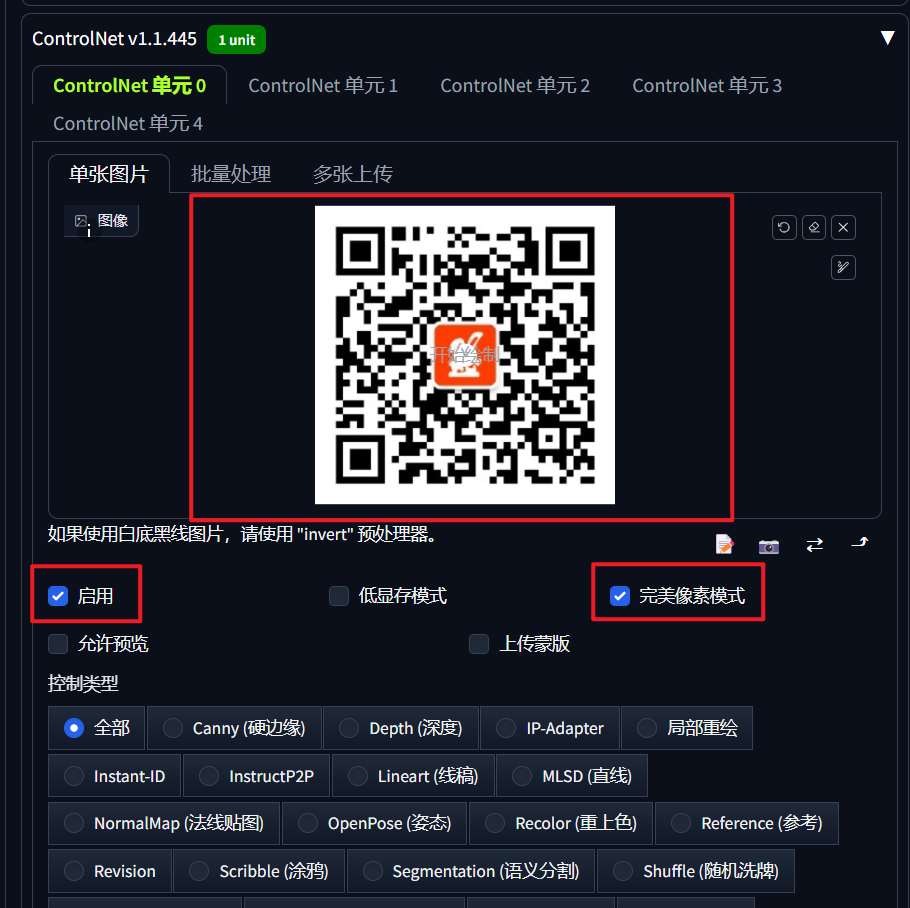 ControlNet v1.1.445 1 unit
ControlNet 单元 0 ControlNet 单元 1 ControlNet 单元 2 ControlNet 单元 3
ControlNet 单元 4
单张图片 批量处理 多张上传
图像
开始绘制
如果使用白底黑线图片，请使用 "invert" 预处理器。
启用 低显存模式 完美像素模式
允许预览 上传蒙版
控制类型
全部 Canny (硬边缘) Depth (深度) IP-Adapter 局部重绘
Instant-ID InstructP2P Lineart (线稿) MLSD (直线)
NormalMap (法线贴图) OpenPose (姿态) Recolor (重上色) Reference (参考)
Revision Scribble (涂鸦) Segmentation (语义分割) Shuffle (随机洗牌)